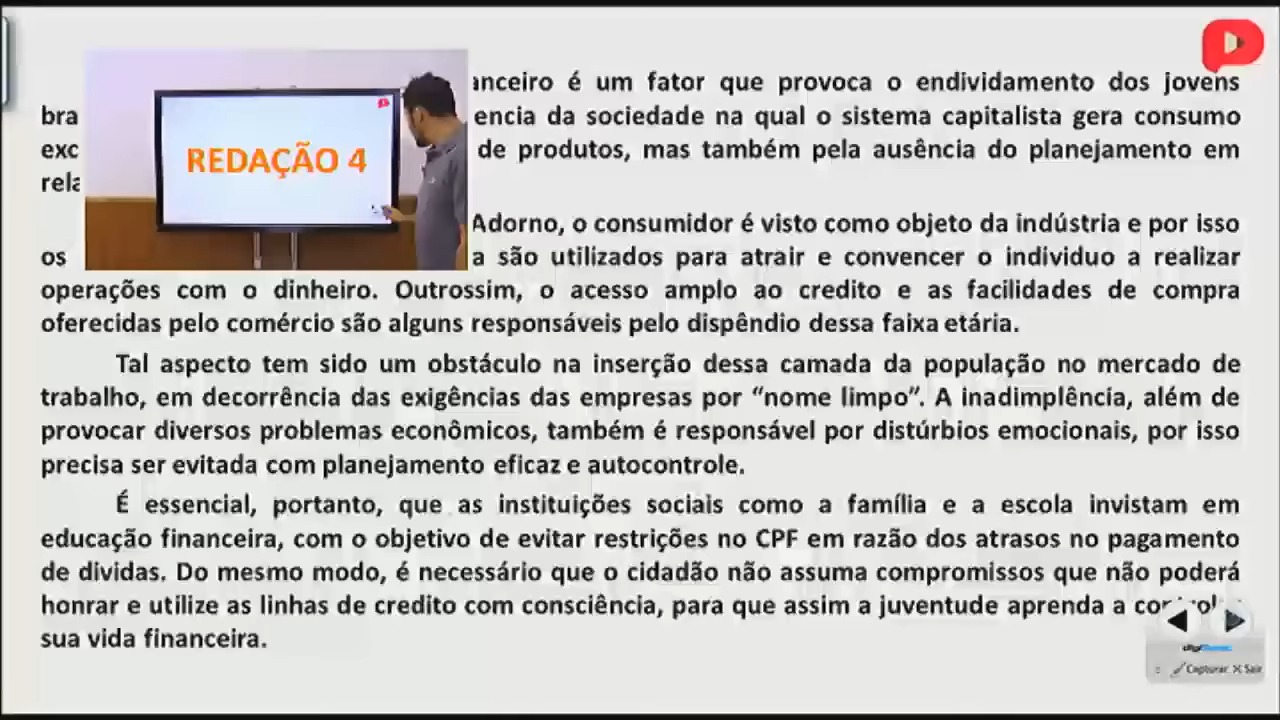 anceiro é um fator que provoca o endividamento dos jovens
bra encia da sociedade na qual o sistema capitalista gera consumo
exc de produtos, mas também pela ausência do planejamento em
rela
REDAÇÃO 4
Adorno, o consumidor é visto como objeto da indústria e por isso
os a são utilizados para atrair e convencer o individuo a realizar
operações com o dinheiro. Outrossim, o acesso amplo ao credito e as facilidades de compra
oferecidas pelo comércio são alguns responsáveis pelo dispêndio dessa faixa etária.
Tal aspecto tem sido um obstáculo na inserção dessa camada da população no mercado de
trabalho, em decorrência das exigências das empresas por “nome limpo”. A inadimplência, além de
provocar diversos problemas econômicos, também é responsável por distúrbios emocionais, por isso
precisa ser evitada com planejamento eficaz e autocontrole.
É essencial, portanto, que as instituições sociais como a família e a escola invistam em
educação financeira, com o objetivo de evitar restrições no CPF em razão dos atrasos no pagamento
de dividas. Do mesmo modo, é necessário que o cidadão não assuma compromissos que não poderá
honrar e utilize as linhas de credito com consciência, para que assim a juventude aprenda a
sua vida financeira.
Capturar Sair